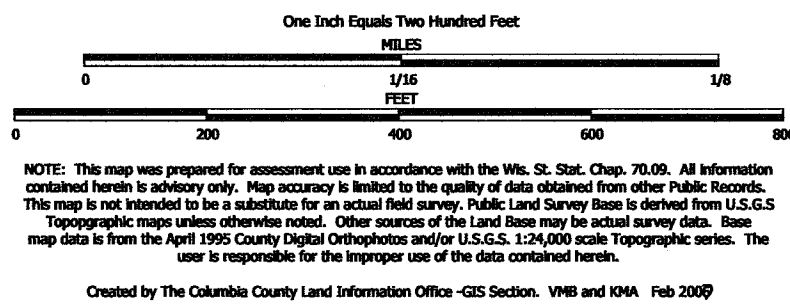 One Inch Equals Two Hundred Feet
MILES
0 1/16 1/8
FEET
0 200 400 600 800
NOTE: This map was prepared for assessment use in accordance with the Wis. St. Stat. Chap. 70.09. All information
contained herein is advisory only. Map accuracy is limited to the quality of data obtained from other Public Records.
This map is not intended to be a substitute for an actual field survey. Public Land Survey Base is derived from U.S.G.S
Topopgraphic maps unless otherwise noted. Other sources of the Land Base may be actual survey data. Base
map data is from the April 1995 County Digital Orthophotos and/or U.S.G.S. 1:24,000 scale Topographic series. The
user is responsible for the improper use of the data contained herein.
Created by The Columbia County Land Information Office -GIS Section. VMB and KMA Feb